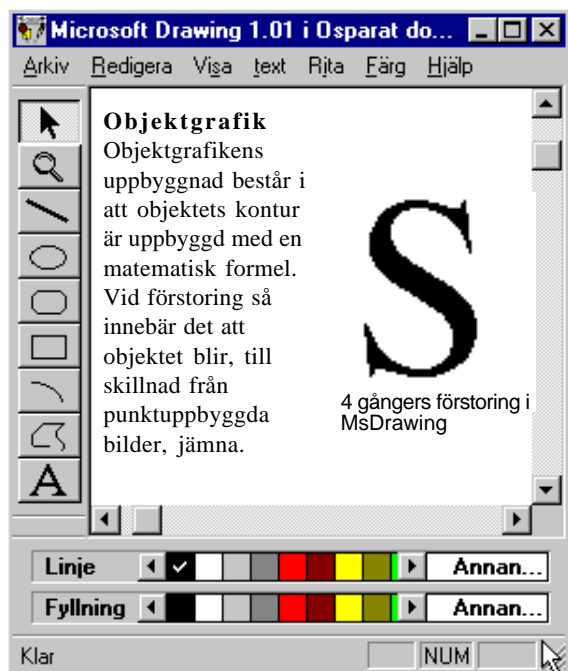 Microsoft Drawing 1.01 i Osparat do...
Arkiv Redigera Visa text Rita Färg Hjälp
Objektgrafik
Objektgrafikens
uppbyggnad består i
att objektets kontur
är uppbyggd med en
matematisk formel.
Vid förstoring så
innebär det att
objektet blir, till
skillnad från
punktuppbyggda
bilder, jämna.
S
4 gångers förstoring i
MsDrawing
A
Linje Annan...
Fyllning Annan...
Klar NUM